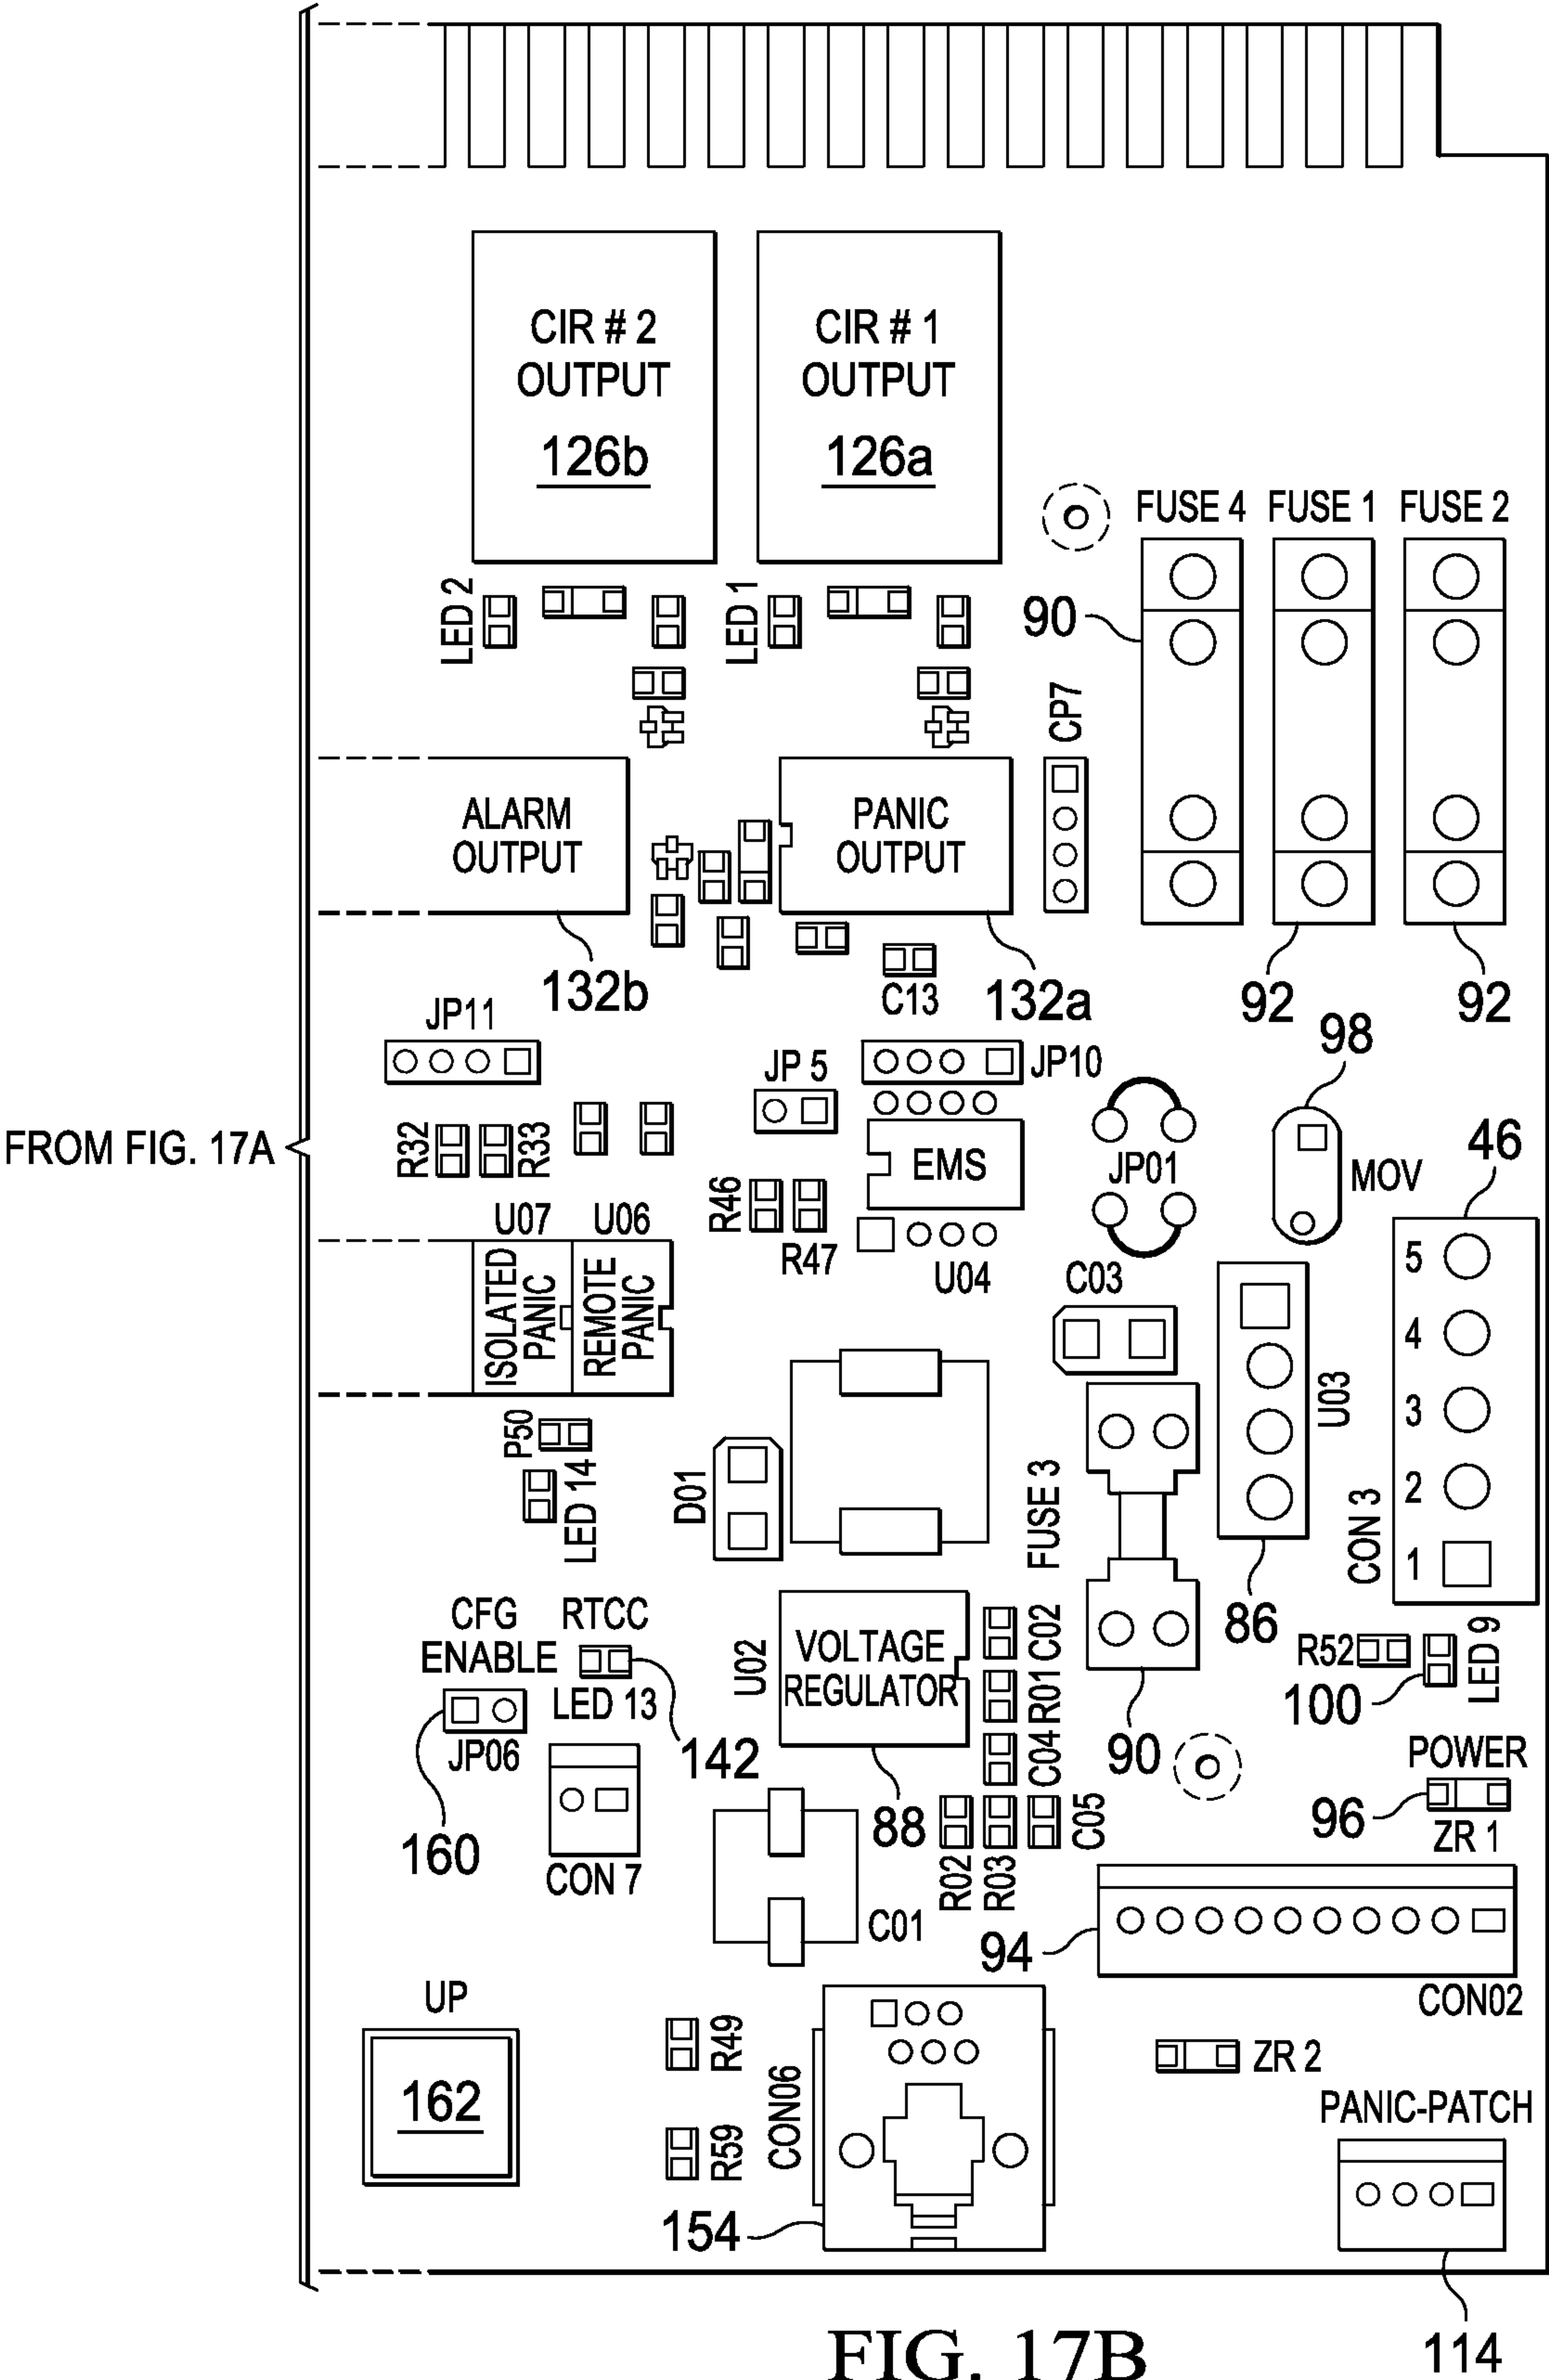 CIR # 2
OUTPUT
126b
CIR # 1
OUTPUT
126a
FUSE 4
FUSE 1
FUSE 2
LED 2
LED 1
90
CP7
ALARM
OUTPUT
PANIC
OUTPUT
132b
C13
132a
92
92
JP11
JP 5
JP10
98
FROM FIG. 17A
R32
R33
EMS
JP01
MOV
46
R46
R47
U04
U07
U06
ISOLATED
PANIC
REMOTE
PANIC
C03
5
4
3
2
1
U03
CON 3
P50
LED 14
D01
FUSE 3
86
CFG
ENABLE
RTCC
LED 13
JP06
142
160
U02
VOLTAGE
REGULATOR
C02
R01
C04
88
90
R52
LED 9
100
POWER
96
ZR 1
CON 7
R02
R03
C05
C01
94
CON02
UP
162
R49
R59
CON06
154
ZR 2
PANIC-PATCH
114
FIG. 17B